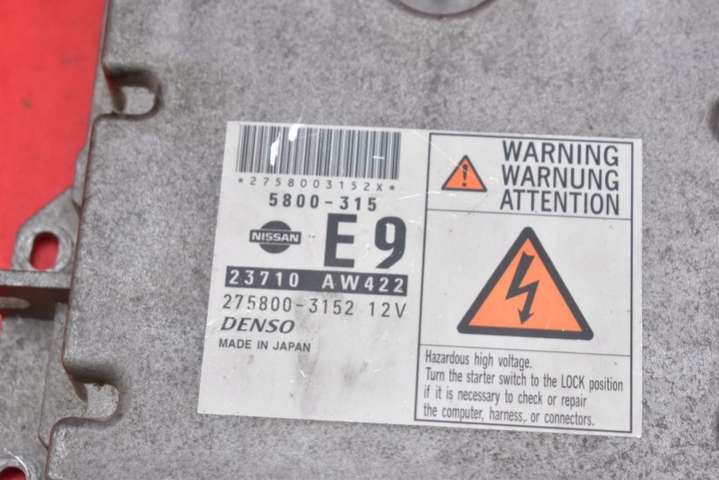 *2758003152X*
5800-315
NISSAN
E9
23710 AW422
275800-3152 12V
DENSO
MADE IN JAPAN
WARNING
WARNUNG
ATTENTION
Hazardous high voltage.
Turn the starter switch to the LOCK position
if it is necessary to check or repair
the computer, harness, or connectors.